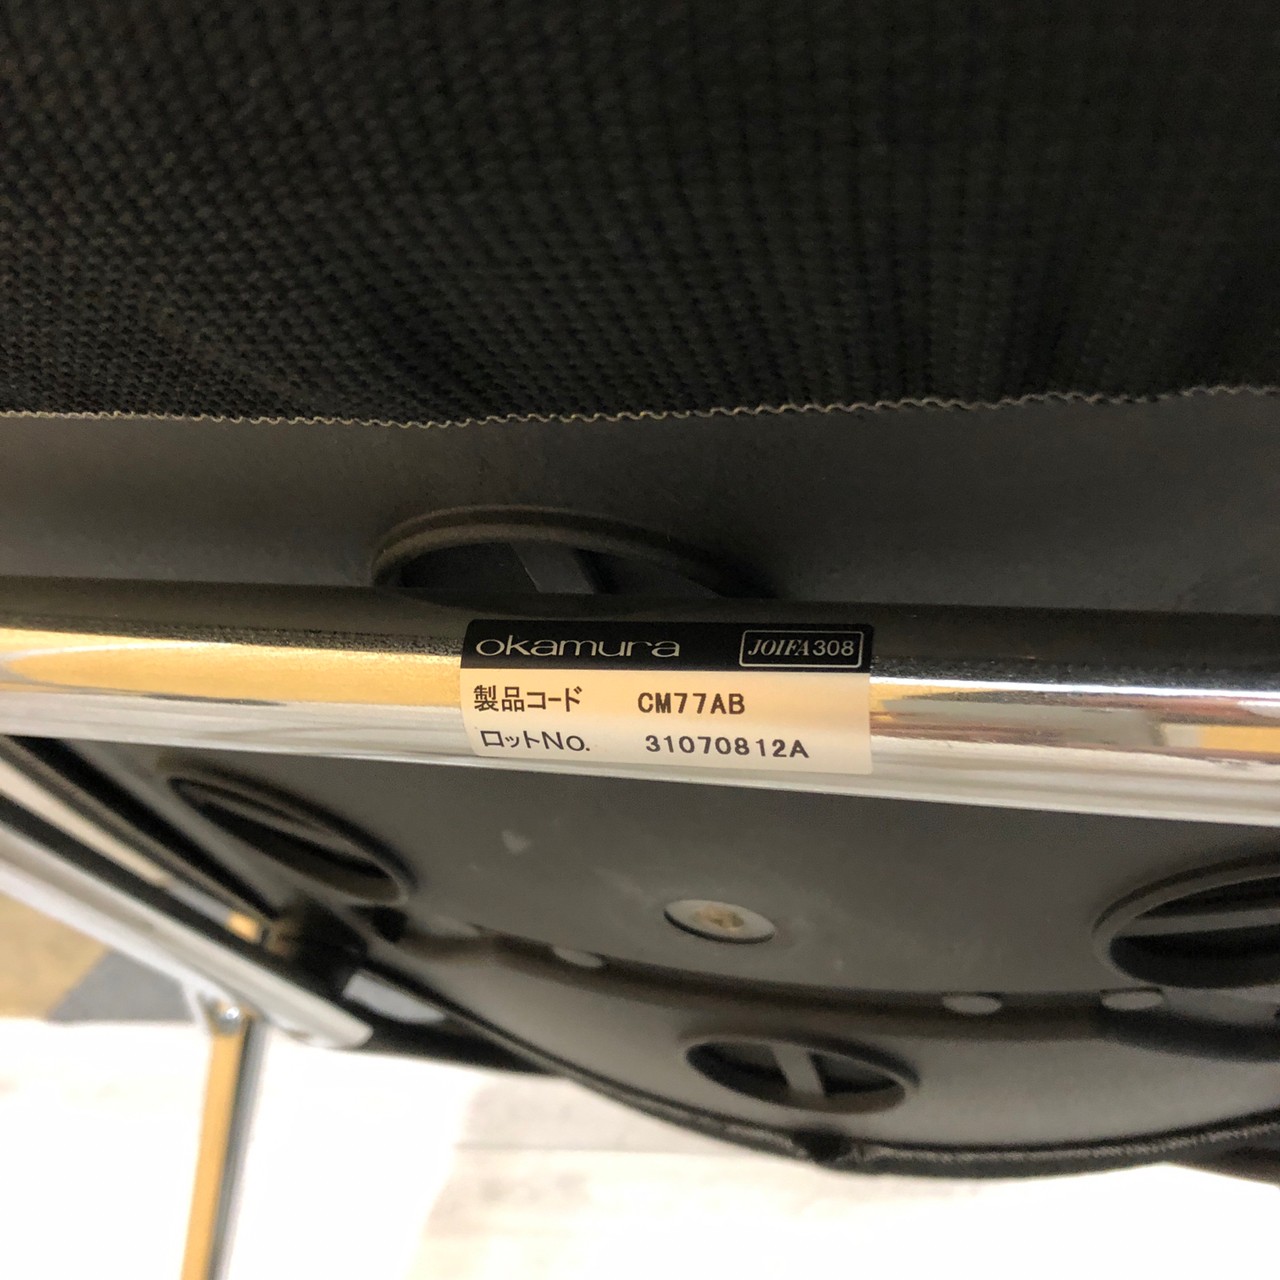 okamura JOIFA308
製品コード CM77AB
ロットNo. 31070812A